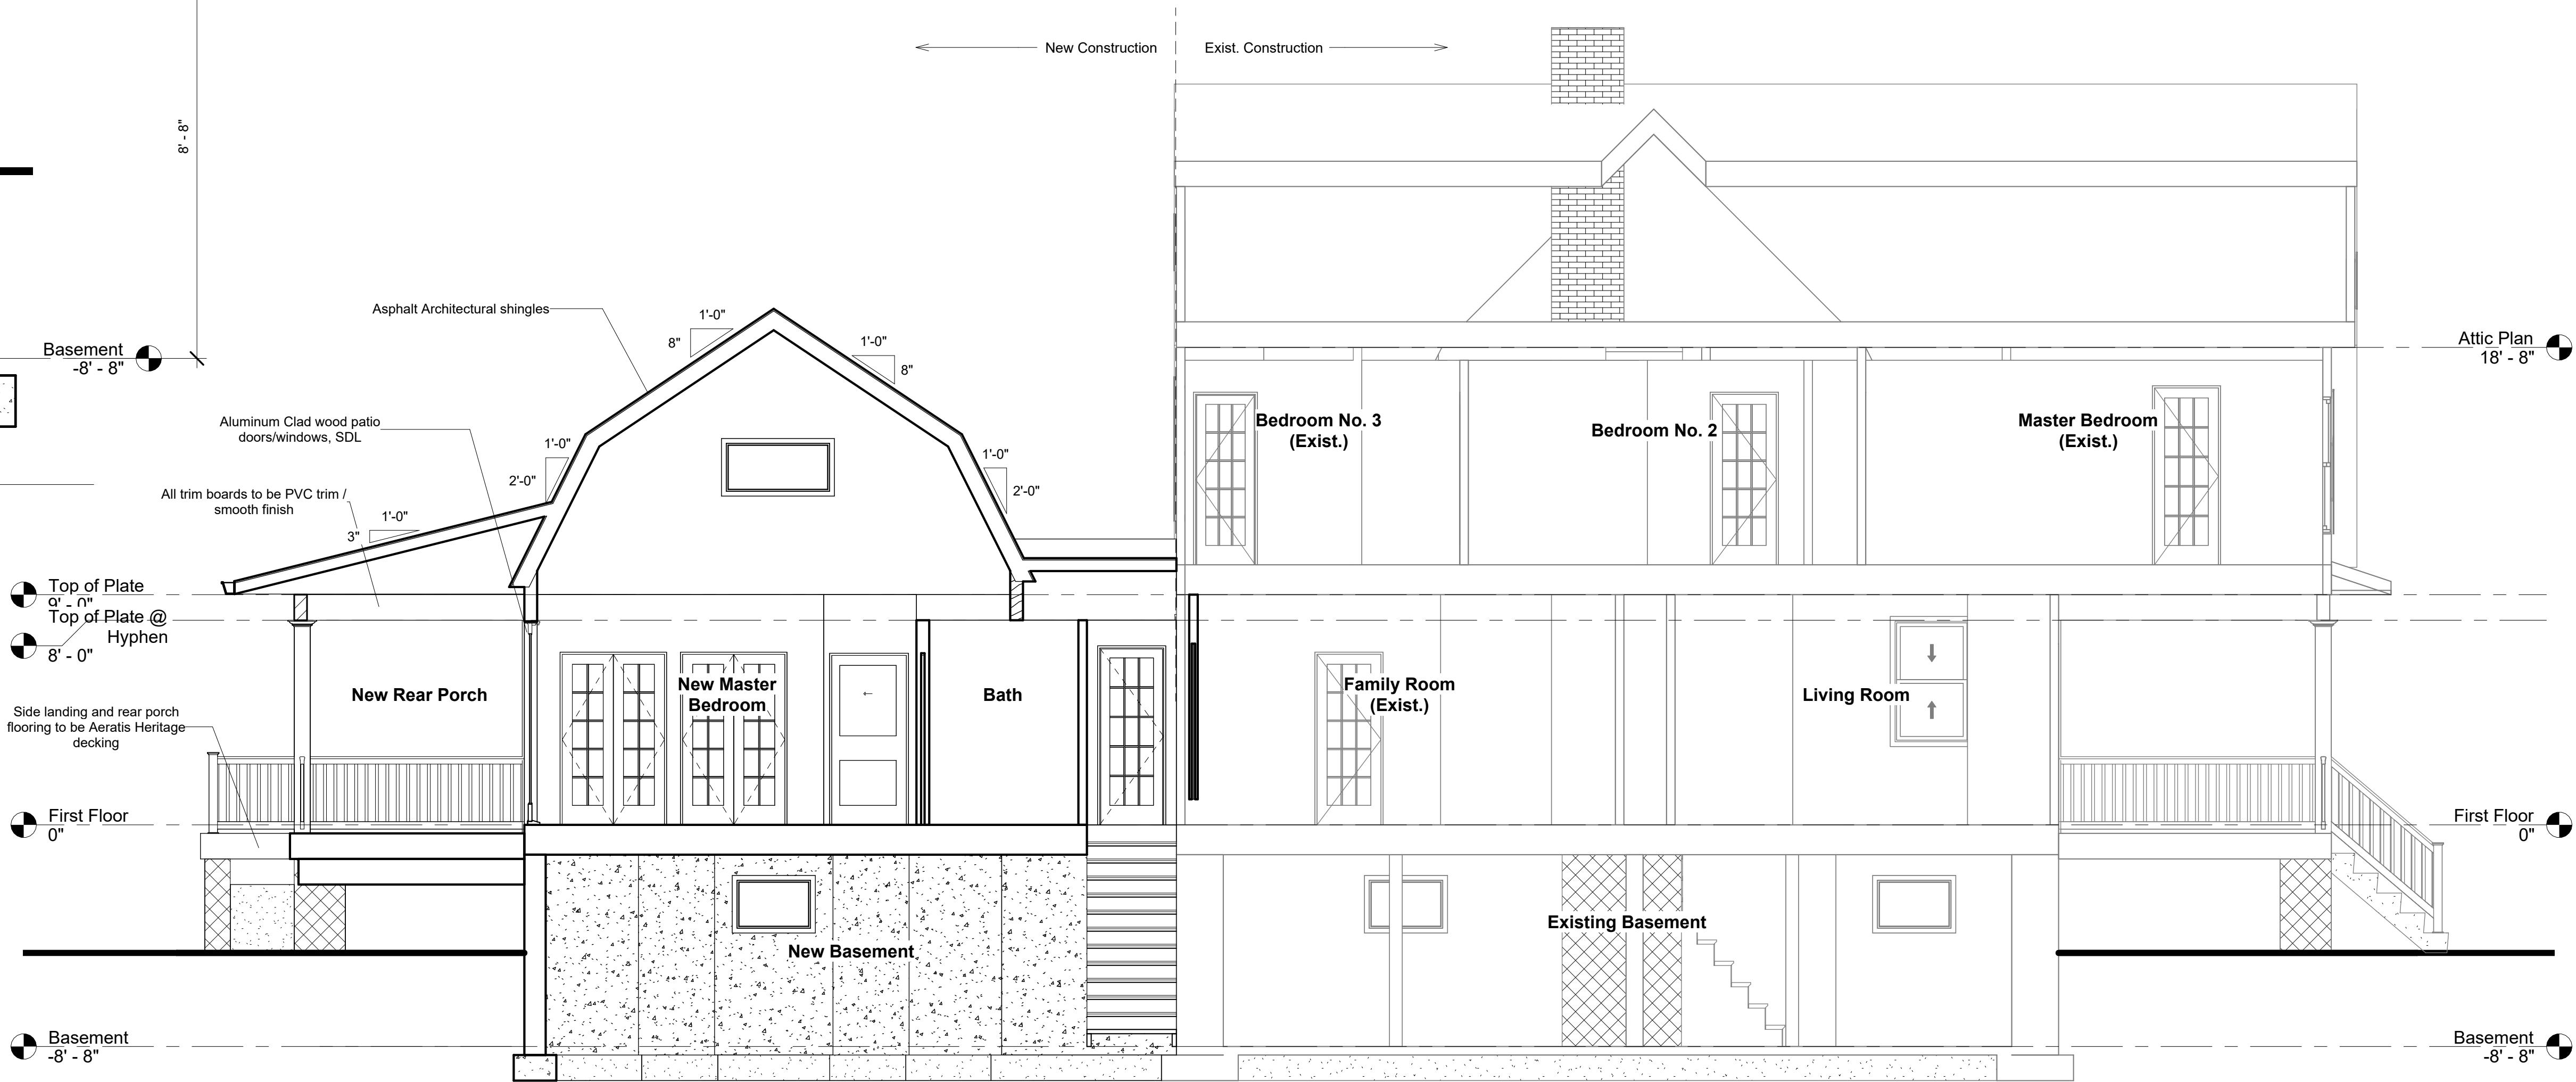 New Construction
Exist. Construction
8' - 8"
Asphalt Architectural shingles
1'-0"
8"
1'-0"
8"
Basement
-8' - 8"
Attic Plan
18' - 8"
Aluminum Clad wood patio
doors/windows, SDL
1'-0"
2'-0"
1'-0"
2'-0"
Bedroom No. 3
(Exist.)
Bedroom No. 2
Master Bedroom
(Exist.)
All trim boards to be PVC trim /
smooth finish
1'-0"
3"
Top of Plate
9' - 0"
Top of Plate @
Hyphen
8' - 0"
New Rear Porch
New Master
Bedroom
Bath
Family Room
(Exist.)
Living Room
Side landing and rear porch
flooring to be Aeratis Heritage
decking
First Floor
0"
First Floor
0"
New Basement
Existing Basement
Basement
-8' - 8"
Basement
-8' - 8"